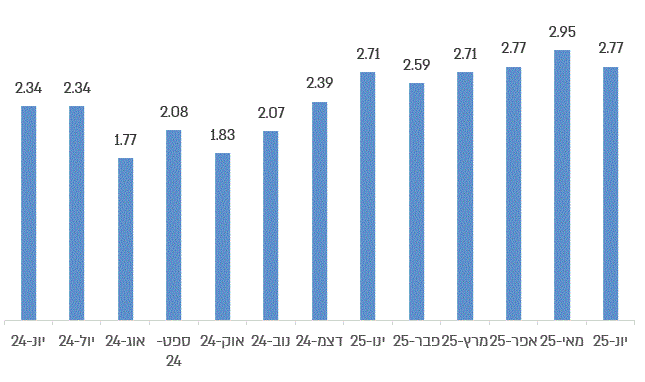 2.34
2.34
1.77
2.08
1.83
2.07
2.39
2.71
2.59
2.71
2.77
2.95
2.77
יונ-24
יול-24
אוג-24
ספט-
24
אוק-24
נוב-24
דצמ-24
ינו-25
פבר-25
מרץ-25
אפר-25
מאי-25
יונ-25